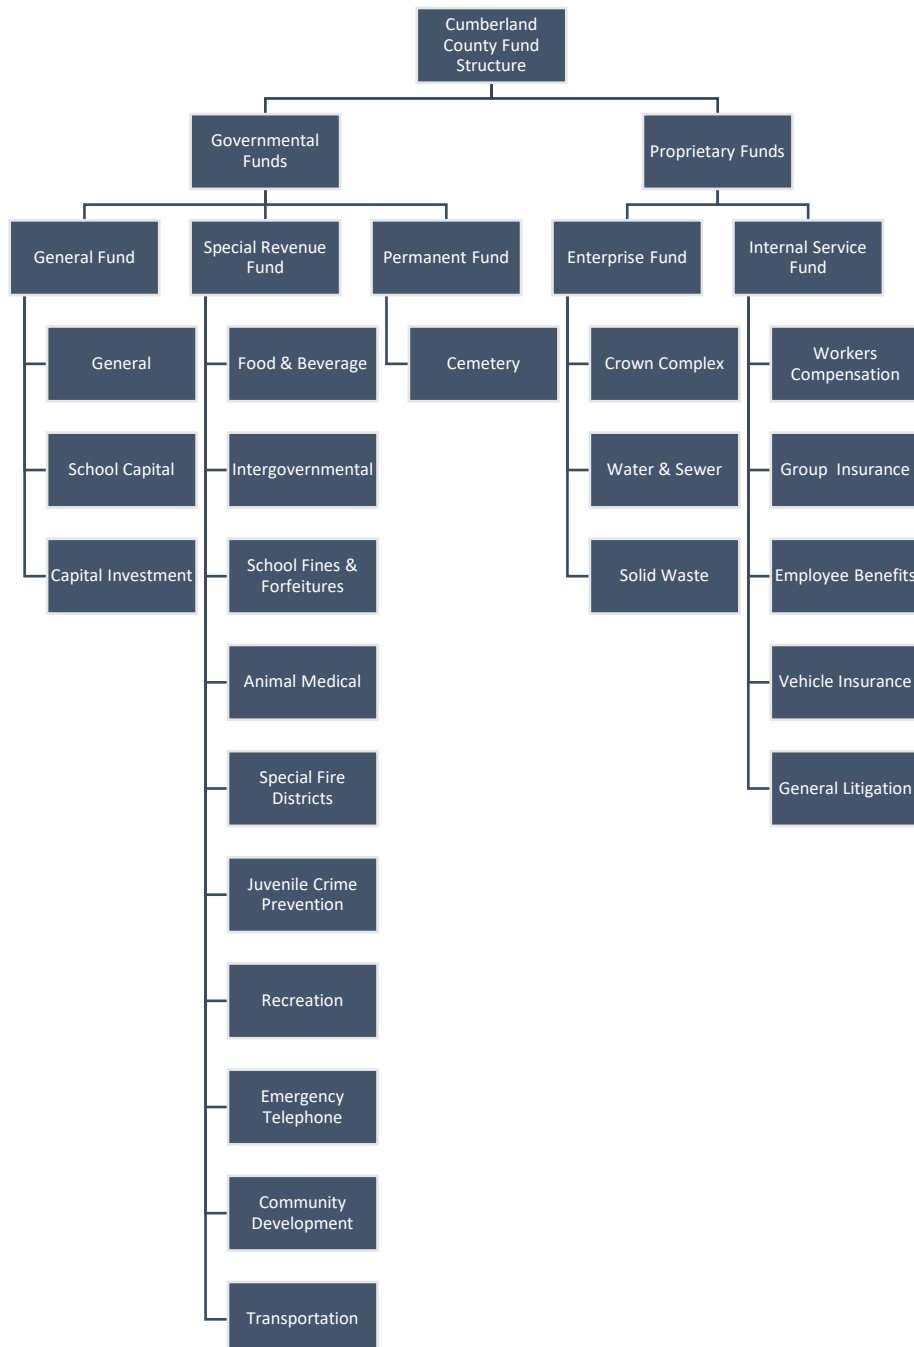 Cumberland
County Fund
Structure
Governmental
Funds
Proprietary Funds
General Fund
Special Revenue
Fund
Permanent Fund
Enterprise Fund
Internal Service
Fund
General
Food & Beverage
Cemetery
Crown Complex
Workers
Compensation
School Capital
Intergovernmental
Water & Sewer
Group Insurance
Capital Investment
School Fines &
Forfeitures
Solid Waste
Employee Benefits
Animal Medical
Vehicle Insurance
Special Fire
Districts
General Litigation
Juvenile Crime
Prevention
Recreation
Emergency
Telephone
Community
Development
Transportation